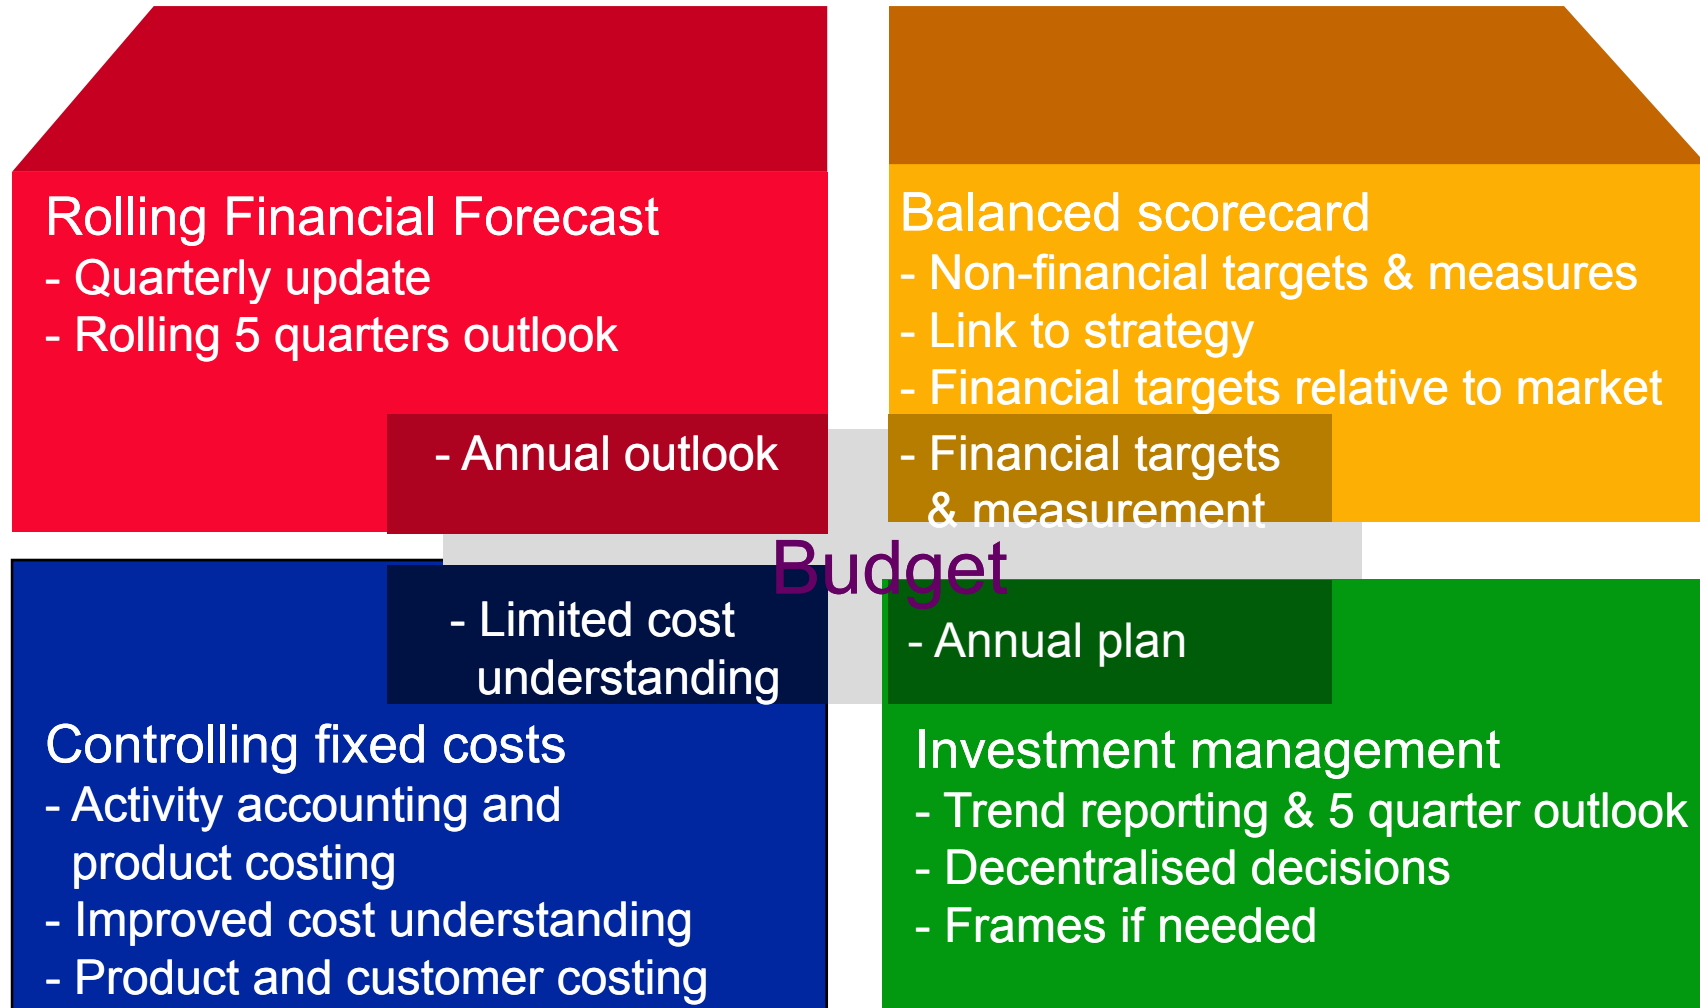 Rolling Financial Forecast
- Quarterly update
- Rolling 5 quarters outlook
- Annual outlook
Balanced scorecard
- Non-financial targets & measures
- Link to strategy
- Financial targets relative to market
- Financial targets
& measurement
Budget
- Limited cost
understanding
Controlling fixed costs
- Activity accounting and
product costing
- Improved cost understanding
- Product and customer costing
- Annual plan
Investment management
- Trend reporting & 5 quarter outlook
- Decentralised decisions
- Frames if needed